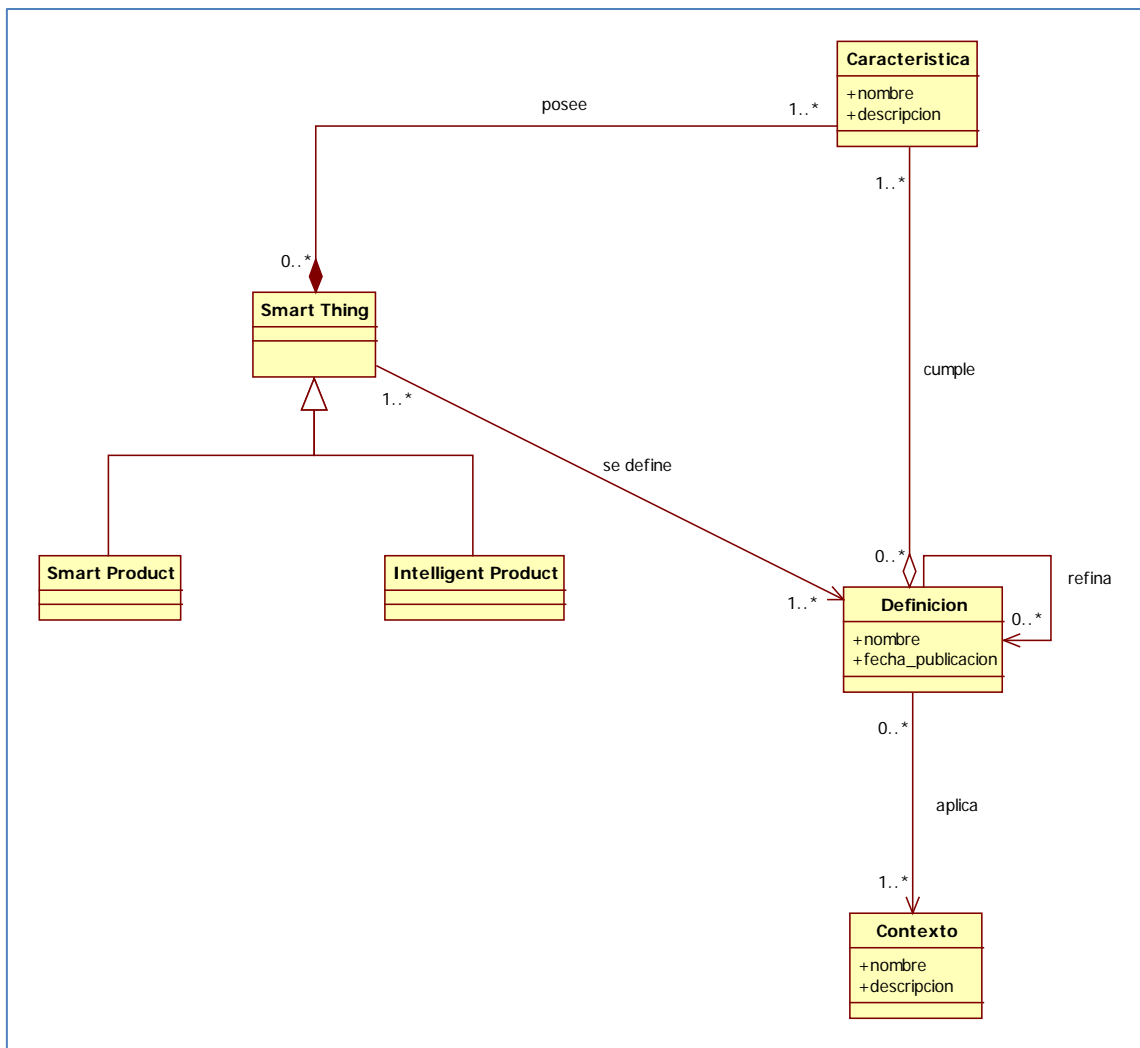 Caracteristica
+nombre
+descripcion
posee
1..*
1..*
0..*
Smart Thing
cumple
1..*
se define
Smart Product
Intelligent Product
0..*
refina
1..*
Definicion
0..*
+nombre
+fecha_publicacion
0..*
aplica
1..*
Contexto
+nombre
+descripcion